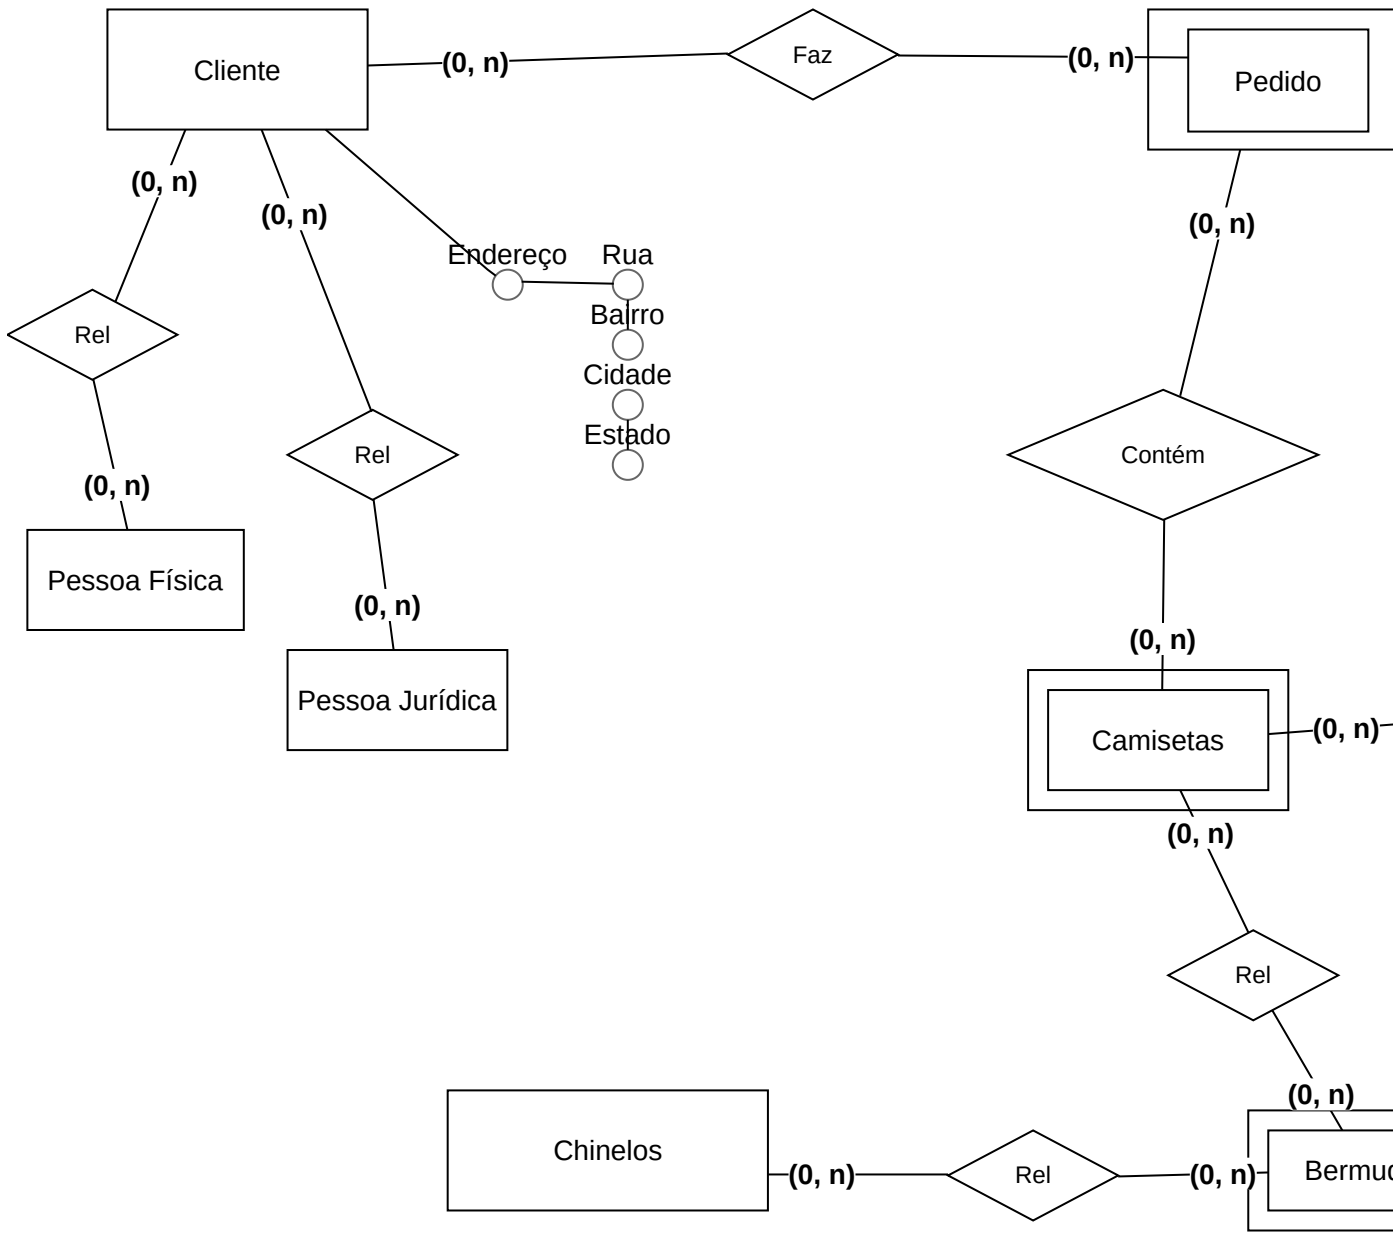 Cliente
(0, n)
Faz
(0, n)
Pedido
(0, n)
(0, n)
(0, n)
Endereço
Rua
Bairro
Cidade
Estado
Rel
Rel
Contém
(0, n)
Pessoa Física
(0, n)
Pessoa Jurídica
(0, n)
Camisetas
(0, n)
(0, n)
Rel
(0, n)
Chinelos
(0, n)
Rel
(0, n)